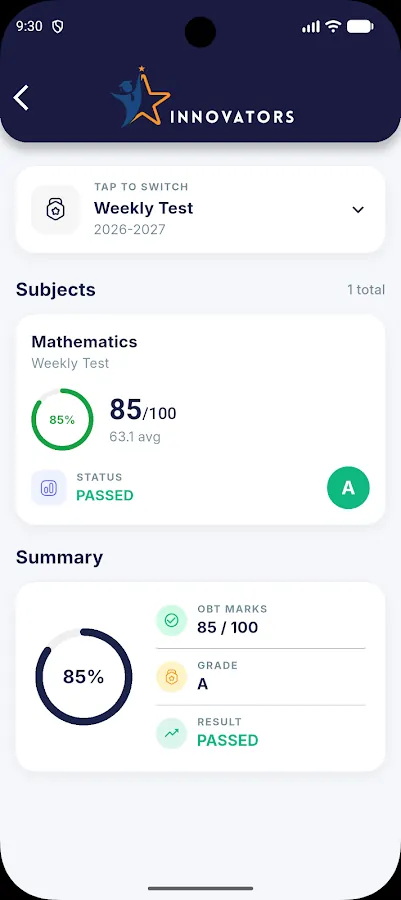 9:30
INNOVATORS
TAP TO SWITCH
Weekly Test
2026-2027
Subjects
1 total
Mathematics
Weekly Test
85%
85/100
63.1 avg
STATUS
PASSED
A
Summary
85%
OBT MARKS
85 / 100
GRADE
A
RESULT
PASSED